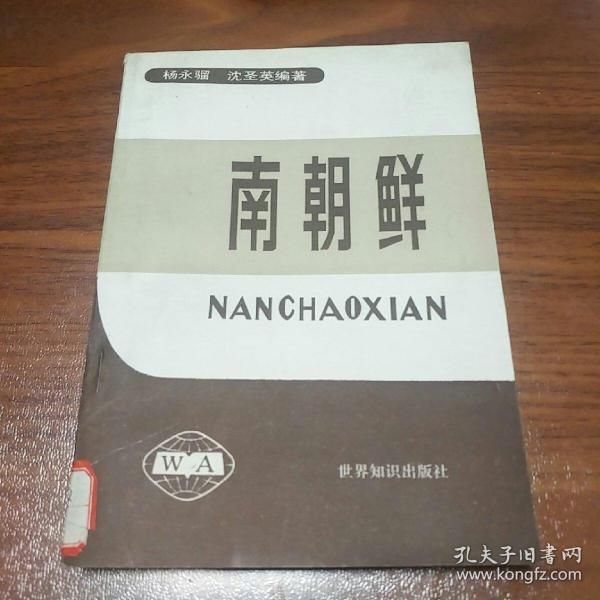 杨永骝 沈圣英编著
南朝鲜
NANCHAOXIAN
W A
世界知识出版社
孔夫子旧书网
www.kongfz.com